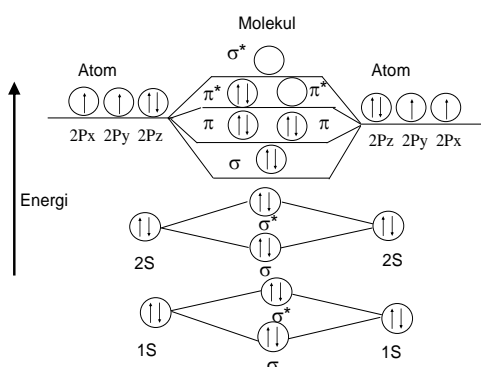 Molekul
σ*
Atom
Atom
π*
π*
2Px 2Py 2Pz
π
π
2Pz 2Py 2Px
σ
Energi
σ*
2S
2S
σ
σ*
1S
1S
σ